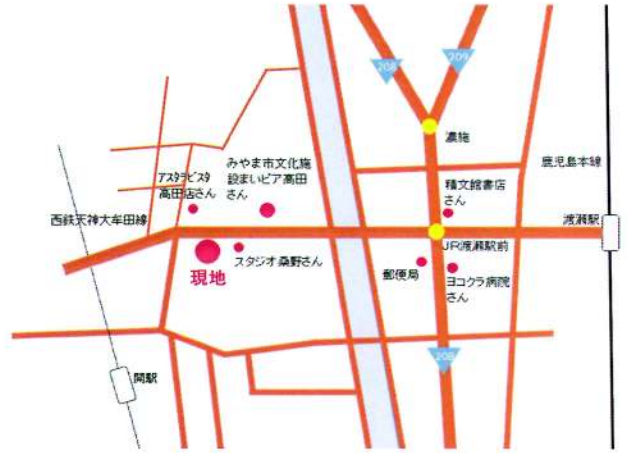 208
209
濃施
みやま市文化施
設まいピア高田
さん
アスタラビスタ
高田店さん
鹿児島本線
積文館書店
さん
西鉄天神大牟田線
渡瀬駅
JR渡瀬駅前
スタジオ桑野さん
現地
郵便局
ヨコクラ病院
さん
208
開駅